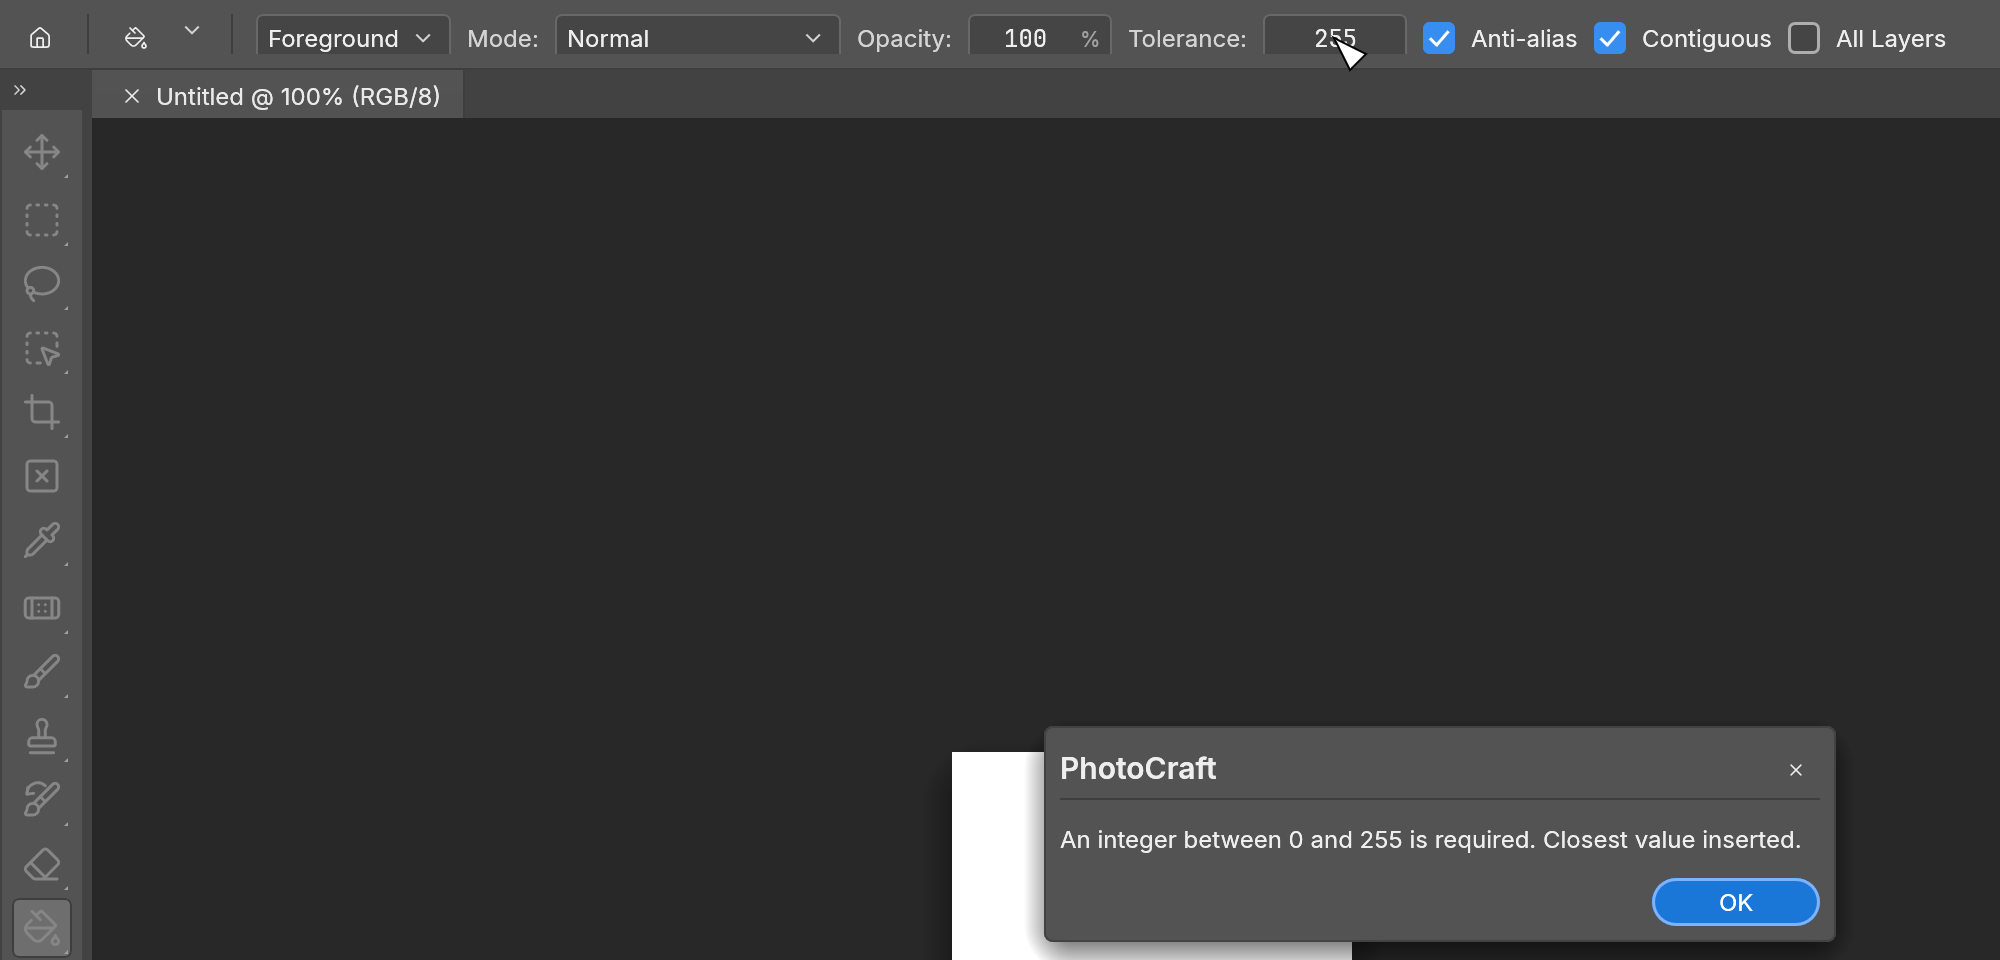 Foreground Mode: Normal Opacity: 100 % Tolerance: 255 Anti-alias Contiguous All Layers
Untitled @ 100% (RGB/8)
PhotoCraft
An integer between 0 and 255 is required. Closest value inserted.
OK